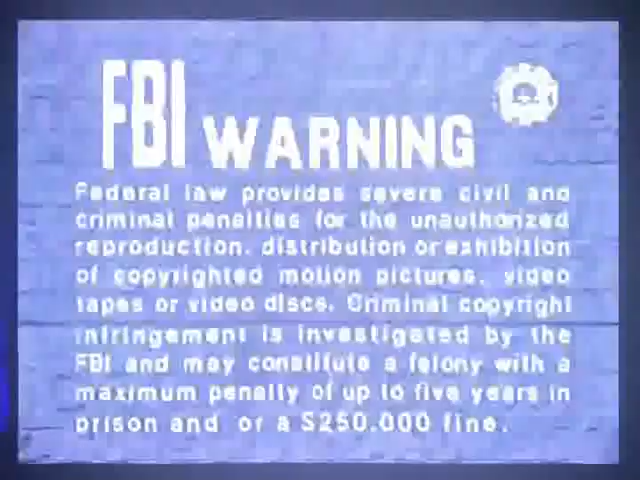 FBI WARNING
Federal law provides severe civil and
criminal penalties for the unauthorized
reproduction, distribution or exhibition
of copyrighted motion pictures, video
tapes or video discs. Criminal copyright
infringement is investigated by the
FBI and may constitute a felony with a
maximum penalty of up to five years in
prison and or a $250.000 fine.